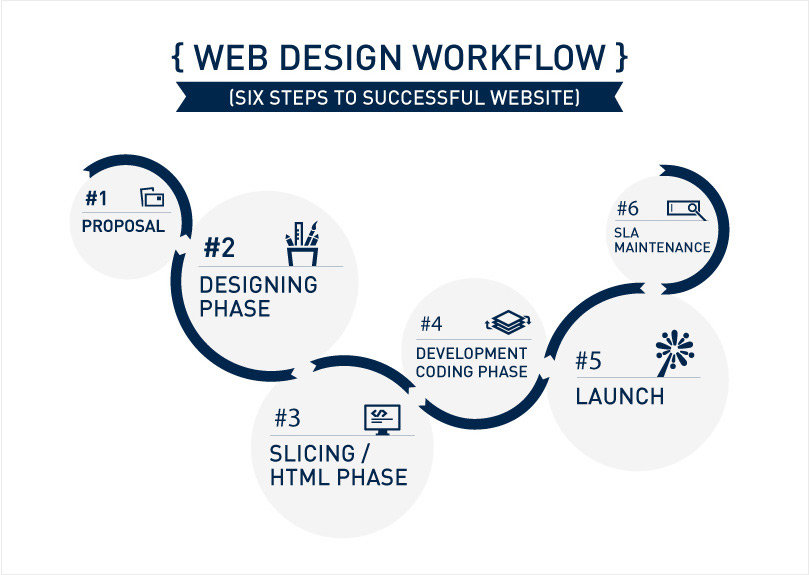 { WEB DESIGN WORKFLOW }
(SIX STEPS TO SUCCESSFUL WEBSITE)
#1
PROPOSAL
#2
DESIGNING
PHASE
#3
SLICING /
HTML PHASE
#4
DEVELOPMENT
CODING PHASE
#5
LAUNCH
#6
SLA
MAINTENANCE